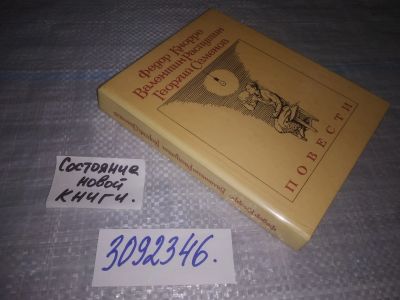 Федор Кнорре
Валентин Распутин
Георгий Семенов
ПОВЕСТИ
Состояние
новой
книги.
3092346.